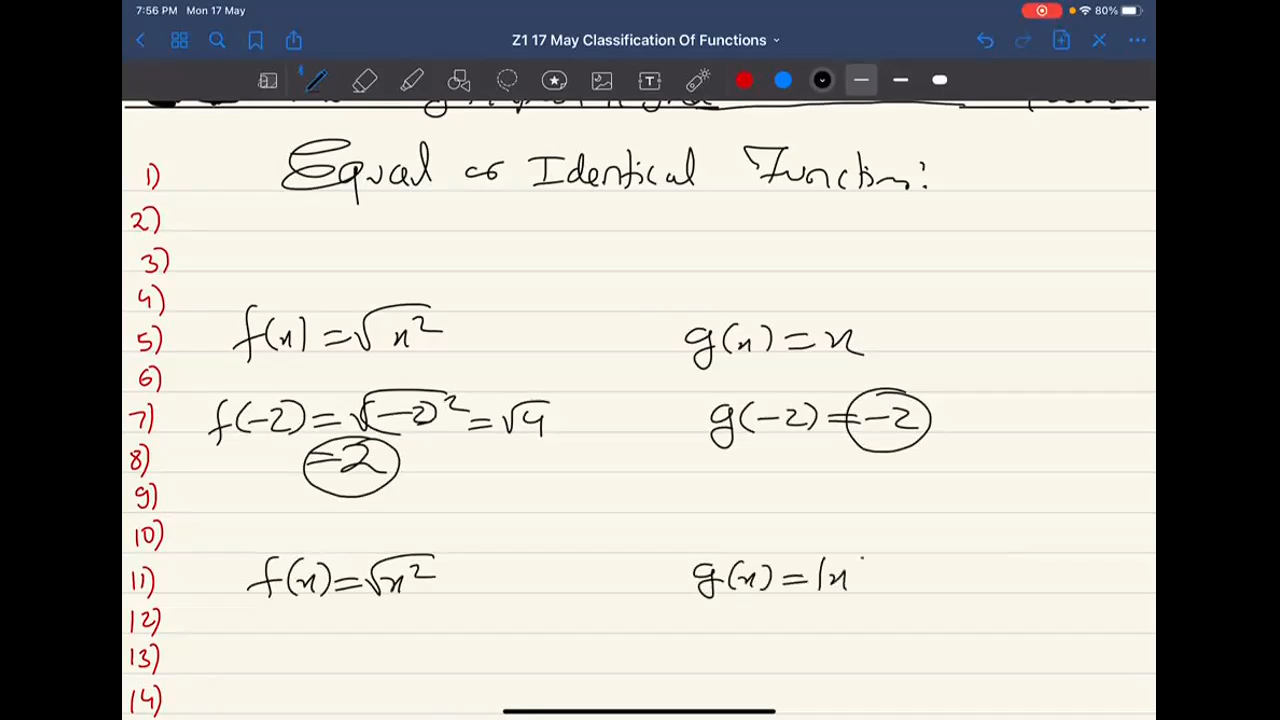 7:56 PM Mon 17 May
80%
Z1 17 May Classification Of Functions
Equal or Identical Function:
1)
2)
3)
4)
5) f(x) = √x² g(x) = x
6)
7) f(-2) = √-2² = √4 g(-2) = -2
8) = 2
9)
10)
11) f(x) = √x² g(x) = |x
12)
13)
14)